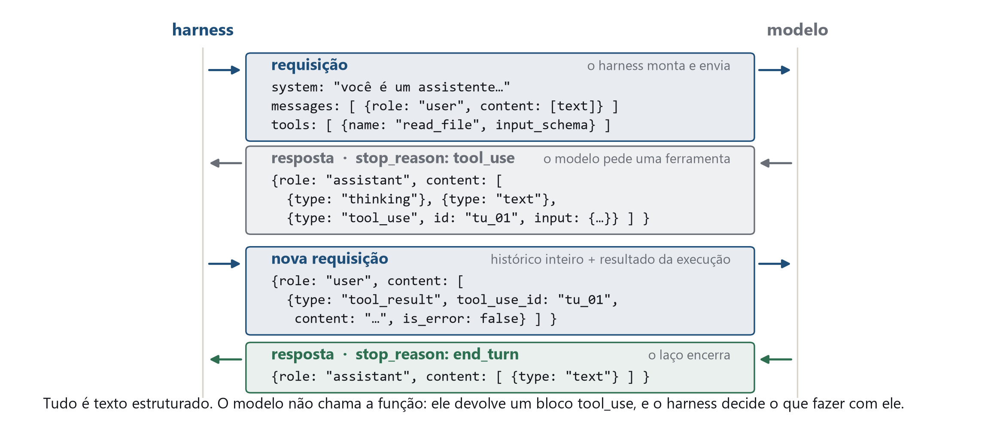 harness
modelo
requisição
o harness monta e envia
system: "você é um assistente…"
messages: [ {role: "user", content: [text]} ]
tools: [ {name: "read_file", input_schema} ]
resposta · stop_reason: tool_use
o modelo pede uma ferramenta
{role: "assistant", content: [
{type: "thinking"}, {type: "text"},
{type: "tool_use", id: "tu_01", input: {…}} ] }
nova requisição
histórico inteiro + resultado da execução
{role: "user", content: [
{type: "tool_result", tool_use_id: "tu_01",
content: "…", is_error: false} ] }
resposta · stop_reason: end_turn
o laço encerra
{role: "assistant", content: [ {type: "text"} ] }
Tudo é texto estruturado. O modelo não chama a função: ele devolve um bloco tool_use, e o harness decide o que fazer com ele.